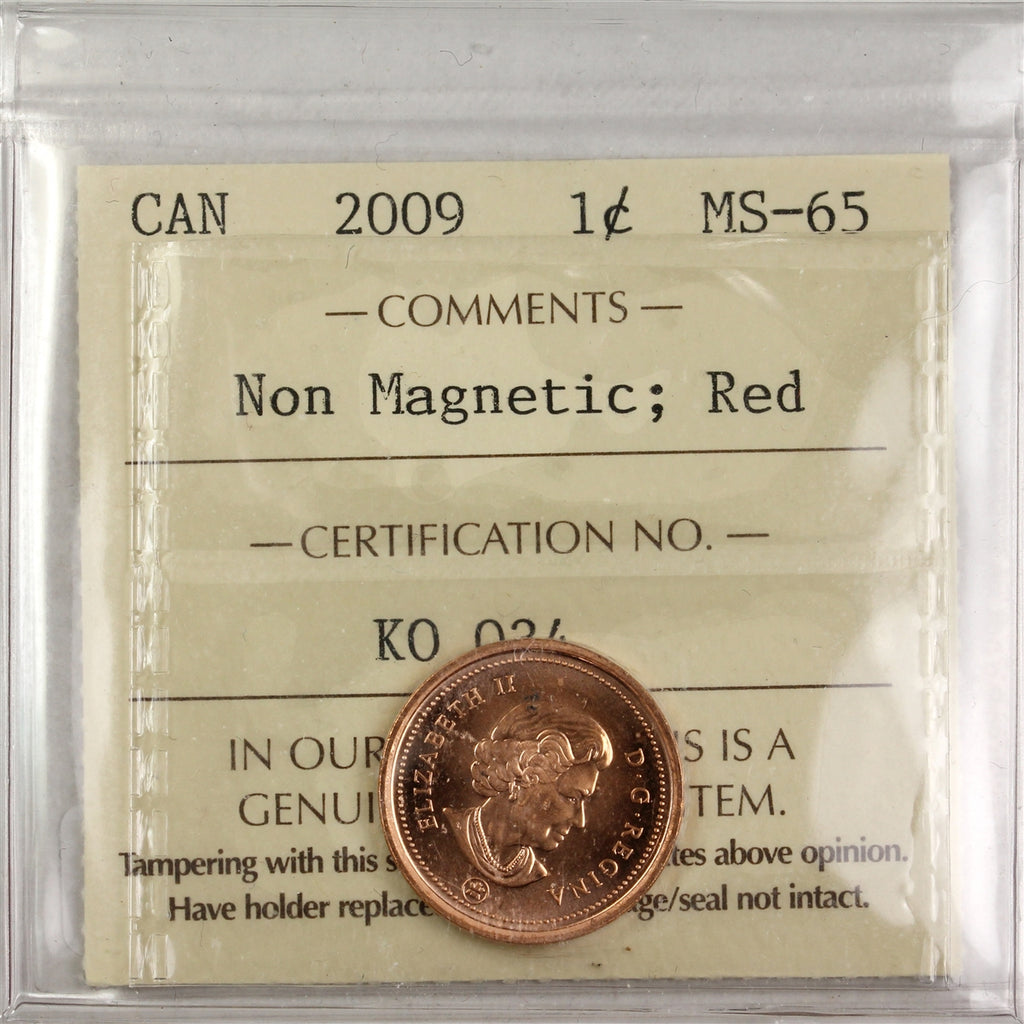 CAN 2009 1¢ MS-65
— COMMENTS —
Non Magnetic; Red
— CERTIFICATION NO. —
KO 034
IN OUR S IS A
GENUI TEM.
Tampering with this s tes above opinion.
Have holder replace ge/seal not intact.
ELIZABETH II D·G·REGINA